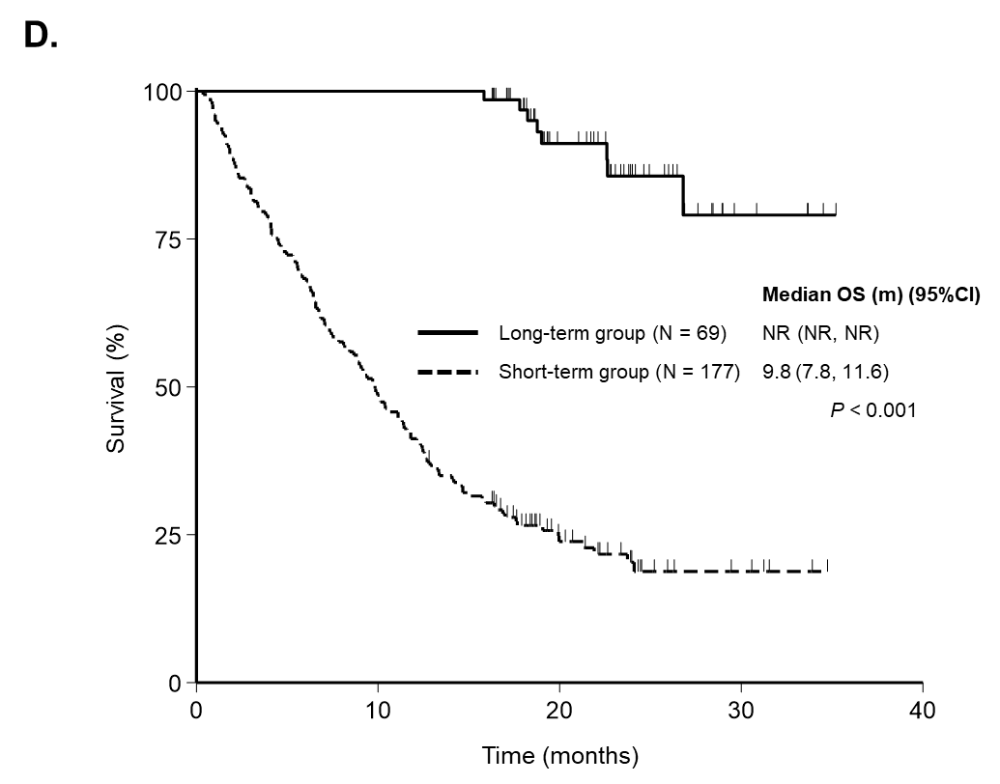 D.
Survival (%)
100
75
50
25
0
Median OS (m) (95%CI)
Long-term group (N = 69) NR (NR, NR)
Short-term group (N = 177) 9.8 (7.8, 11.6)
P < 0.001
0 10 20 30 40
Time (months)